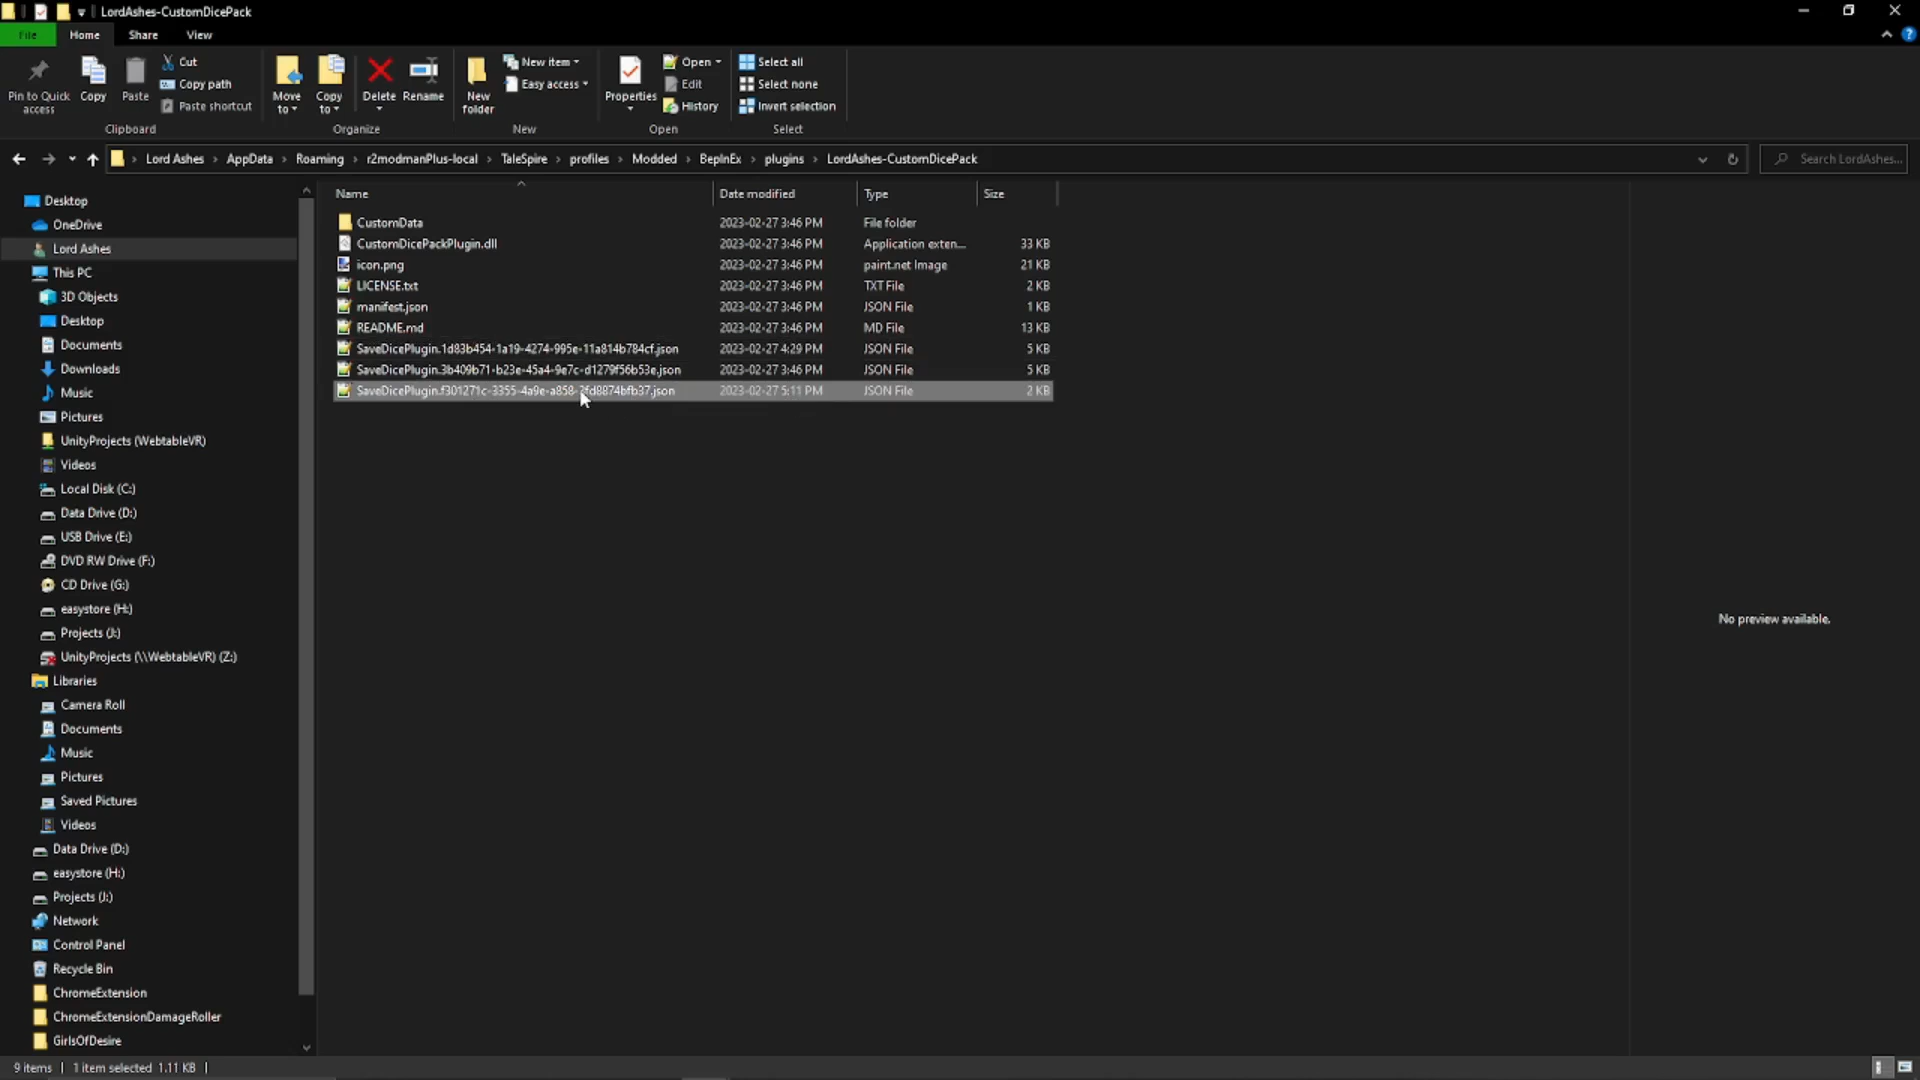 LordAshes-CustomDicePack
File Home Share View
Pin to Quick access
Copy
Paste
Cut
Copy path
Paste shortcut
Clipboard
Move to
Copy to
Delete
Rename
Organize
New folder
New item
Easy access
New
Properties
Open
Edit
History
Open
Select all
Select none
Invert selection
Select
Lord Ashes › AppData › Roaming › r2modmanPlus-local › TaleSpire › profiles › Modded › BepInEx › plugins › LordAshes-CustomDicePack
Search LordAshes...
Desktop
OneDrive
Lord Ashes
This PC
3D Objects
Desktop
Documents
Downloads
Music
Pictures
UnityProjects (WebtableVR)
Videos
Local Disk (C:)
Data Drive (D:)
USB Drive (E:)
DVD RW Drive (F:)
CD Drive (G:)
easystore (H:)
Projects (J:)
UnityProjects (\\WebtableVR) (Z:)
Libraries
Camera Roll
Documents
Music
Pictures
Saved Pictures
Videos
Data Drive (D:)
easystore (H:)
Projects (J:)
Network
Control Panel
Recycle Bin
ChromeExtension
ChromeExtensionDamageRoller
GirlsOfDesire
Name Date modified Type Size
CustomData 2023-02-27 3:46 PM File folder
CustomDicePackPlugin.dll 2023-02-27 3:46 PM Application exten... 33 KB
icon.png 2023-02-27 3:46 PM paint.net Image 21 KB
LICENSE.txt 2023-02-27 3:46 PM TXT File 2 KB
manifest.json 2023-02-27 3:46 PM JSON File 1 KB
README.md 2023-02-27 3:46 PM MD File 13 KB
SaveDicePlugin.1d83b454-1a19-4274-995e-11a814b784cf.json 2023-02-27 4:29 PM JSON File 5 KB
SaveDicePlugin.3b409b71-b23e-45a4-9e7c-d1279f56b53e.json 2023-02-27 3:46 PM JSON File 5 KB
SaveDicePlugin.f301271c-3355-4a9e-a858-2fd8874bfb37.json 2023-02-27 5:11 PM JSON File 2 KB
No preview available.
9 items 1 item selected 1.11 KB